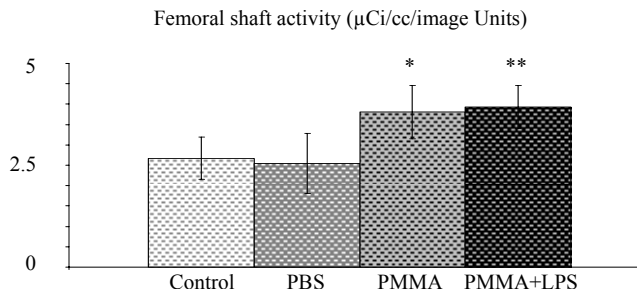 Femoral shaft activity (µCi/cc/image Units)
5
* **
2.5
0
Control PBS PMMA PMMA+LPS